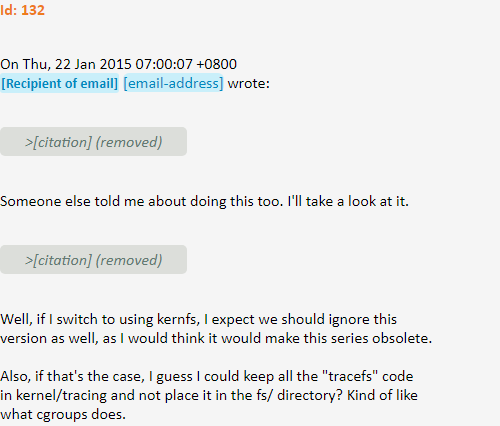 Id: 132
On Thu, 22 Jan 2015 07:00:07 +0800
[Recipient of email] [email-address] wrote:
>[citation] (removed)
Someone else told me about doing this too. I'll take a look at it.
>[citation] (removed)
Well, if I switch to using kernfs, I expect we should ignore this
version as well, as I would think it would make this series obsolete.
Also, if that's the case, I guess I could keep all the "tracefs" code
in kernel/tracing and not place it in the fs/ directory? Kind of like
what cgroups does.